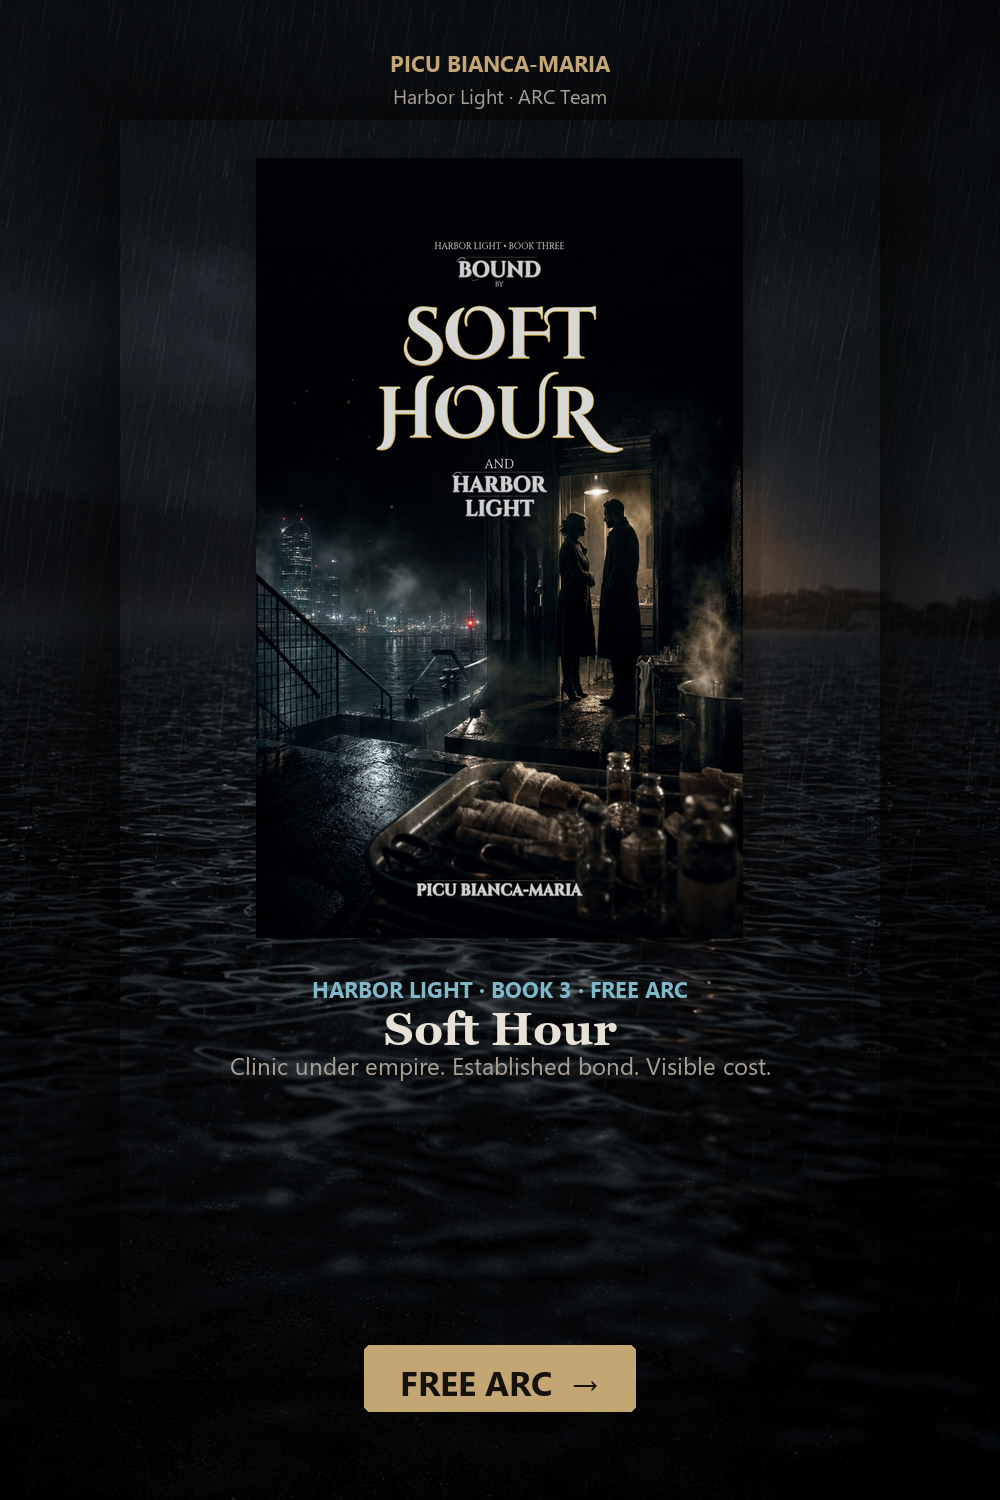 PICU BIANCA-MARIA
Harbor Light · ARC Team
HARBOR LIGHT • BOOK THREE
BOUND
BY
SOFT
HOUR
AND
HARBOR
LIGHT
PICU BIANCA-MARIA
HARBOR LIGHT · BOOK 3 · FREE ARC
Soft Hour
Clinic under empire. Established bond. Visible cost.
FREE ARC →